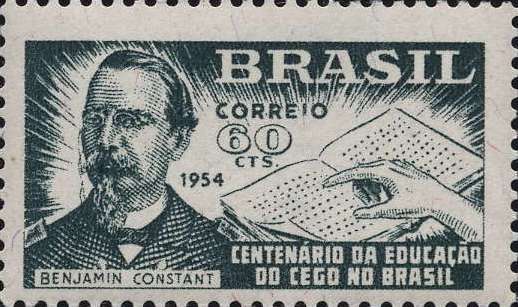 BRASIL
CORREIO
60
CTS
1954
CENTENÁRIO DA EDUCAÇÃO
DO CEGO NO BRASIL
BENJAMIN CONSTANT